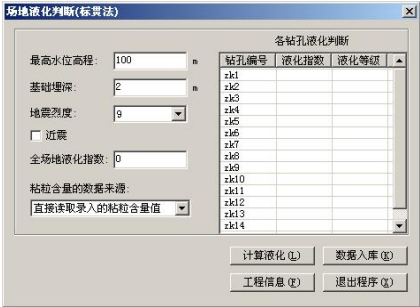 场地液化判断(标贯法)
最高水位高程: 100 m
基础埋深: 2 m
地震烈度: 9
近震
全场地液化指数: 0
粘粒含量的数据来源:
直接读取录入的粘粒含量值
各钻孔液化判断
钻孔编号 液化指数 液化等级
zk1
zk2
zk3
zk4
zk5
zk6
zk7
zk8
zk9
zk10
zk11
zk12
zk13
zk14
计算液化(L) 数据入库(K)
工程信息(P) 退出程序(X)